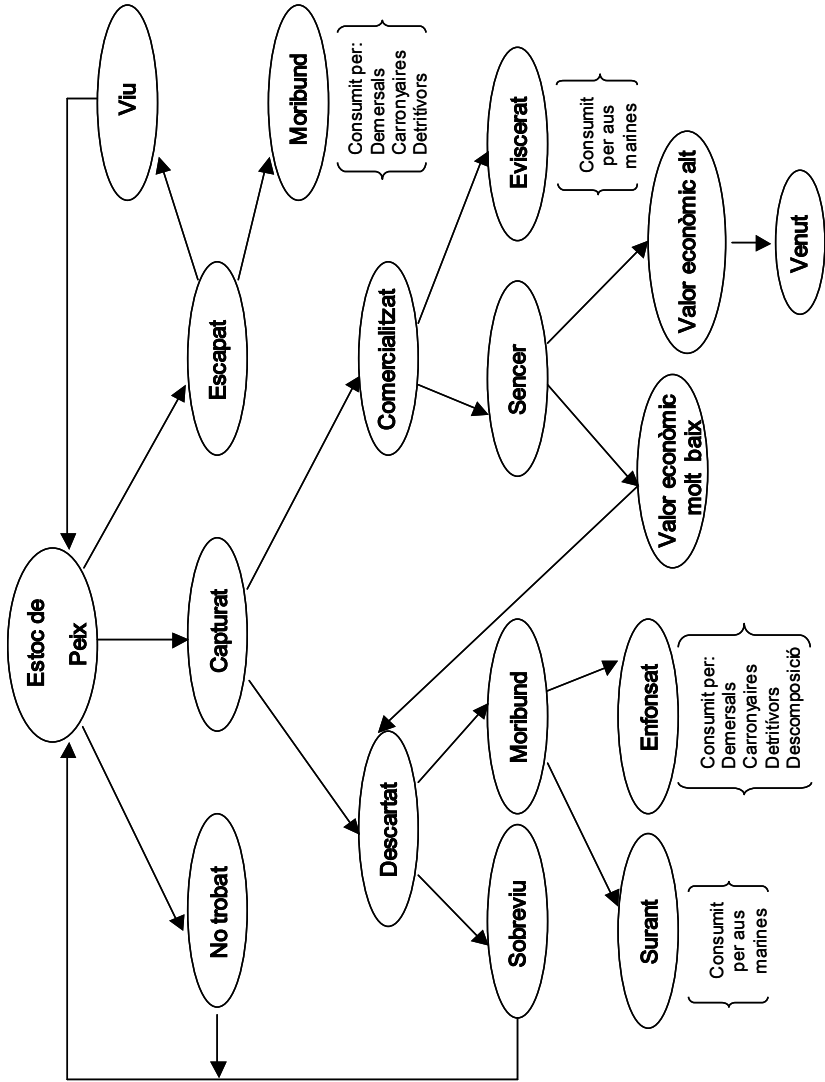 Estoc de
Peix
No trobat
Capturat
Escapat
Viu
Moribund
Consumit per:
Demersals
Carronyaires
Detritívors
Descartat
Comercialitzat
Sobreviu
Moribund
Sencer
Eviscerat
Consumit
per aus
marines
Surant
Consumit
per aus
marines
Enfonsat
Consumit per:
Demersals
Carronyaires
Detritívors
Descomposició
Valor econòmic
molt baix
Valor econòmic alt
Venut